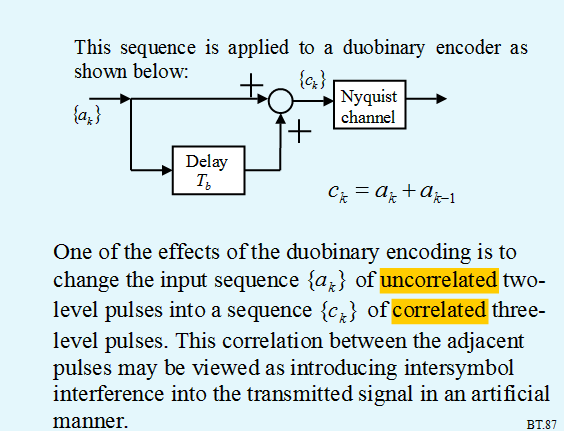 This sequence is applied to a duobinary encoder as
shown below:
{aₖ}
+
{cₖ}
Nyquist
channel
+
Delay
T_b
cₖ = aₖ + aₖ₋₁
One of the effects of the duobinary encoding is to
change the input sequence {aₖ} of uncorrelated two-
level pulses into a sequence {cₖ} of correlated three-
level pulses. This correlation between the adjacent
pulses may be viewed as introducing intersymbol
interference into the transmitted signal in an artificial
manner.
BT.87